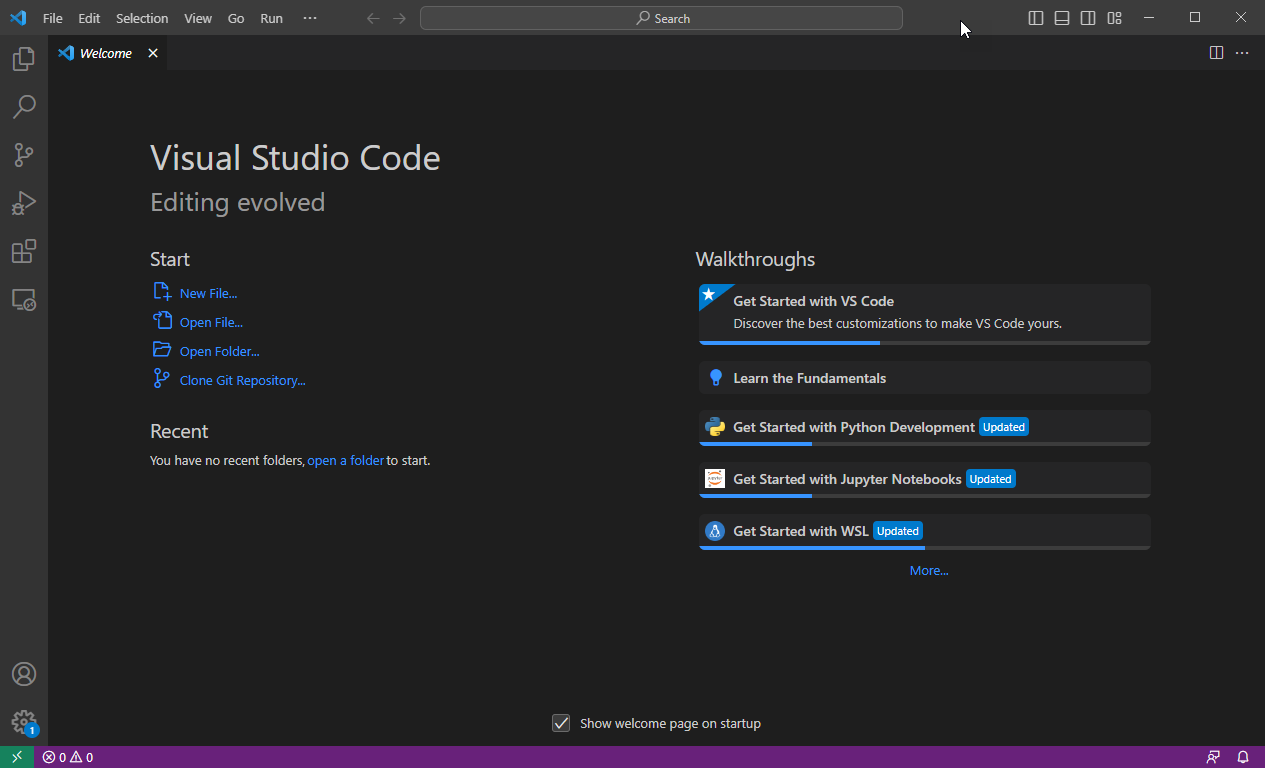 File Edit Selection View Go Run ···
Search
Welcome
Visual Studio Code
Editing evolved
Start
New File...
Open File...
Open Folder...
Clone Git Repository...
Recent
You have no recent folders, open a folder to start.
Walkthroughs
Get Started with VS Code
Discover the best customizations to make VS Code yours.
Learn the Fundamentals
Get Started with Python Development Updated
Get Started with Jupyter Notebooks Updated
Get Started with WSL Updated
More...
Show welcome page on startup
1
0 0